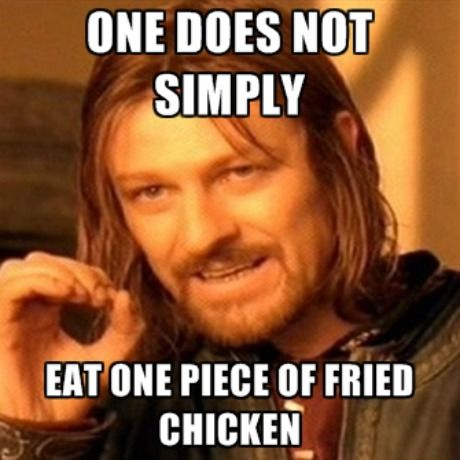 ONE DOES NOT
SIMPLY
EAT ONE PIECE OF FRIED
CHICKEN